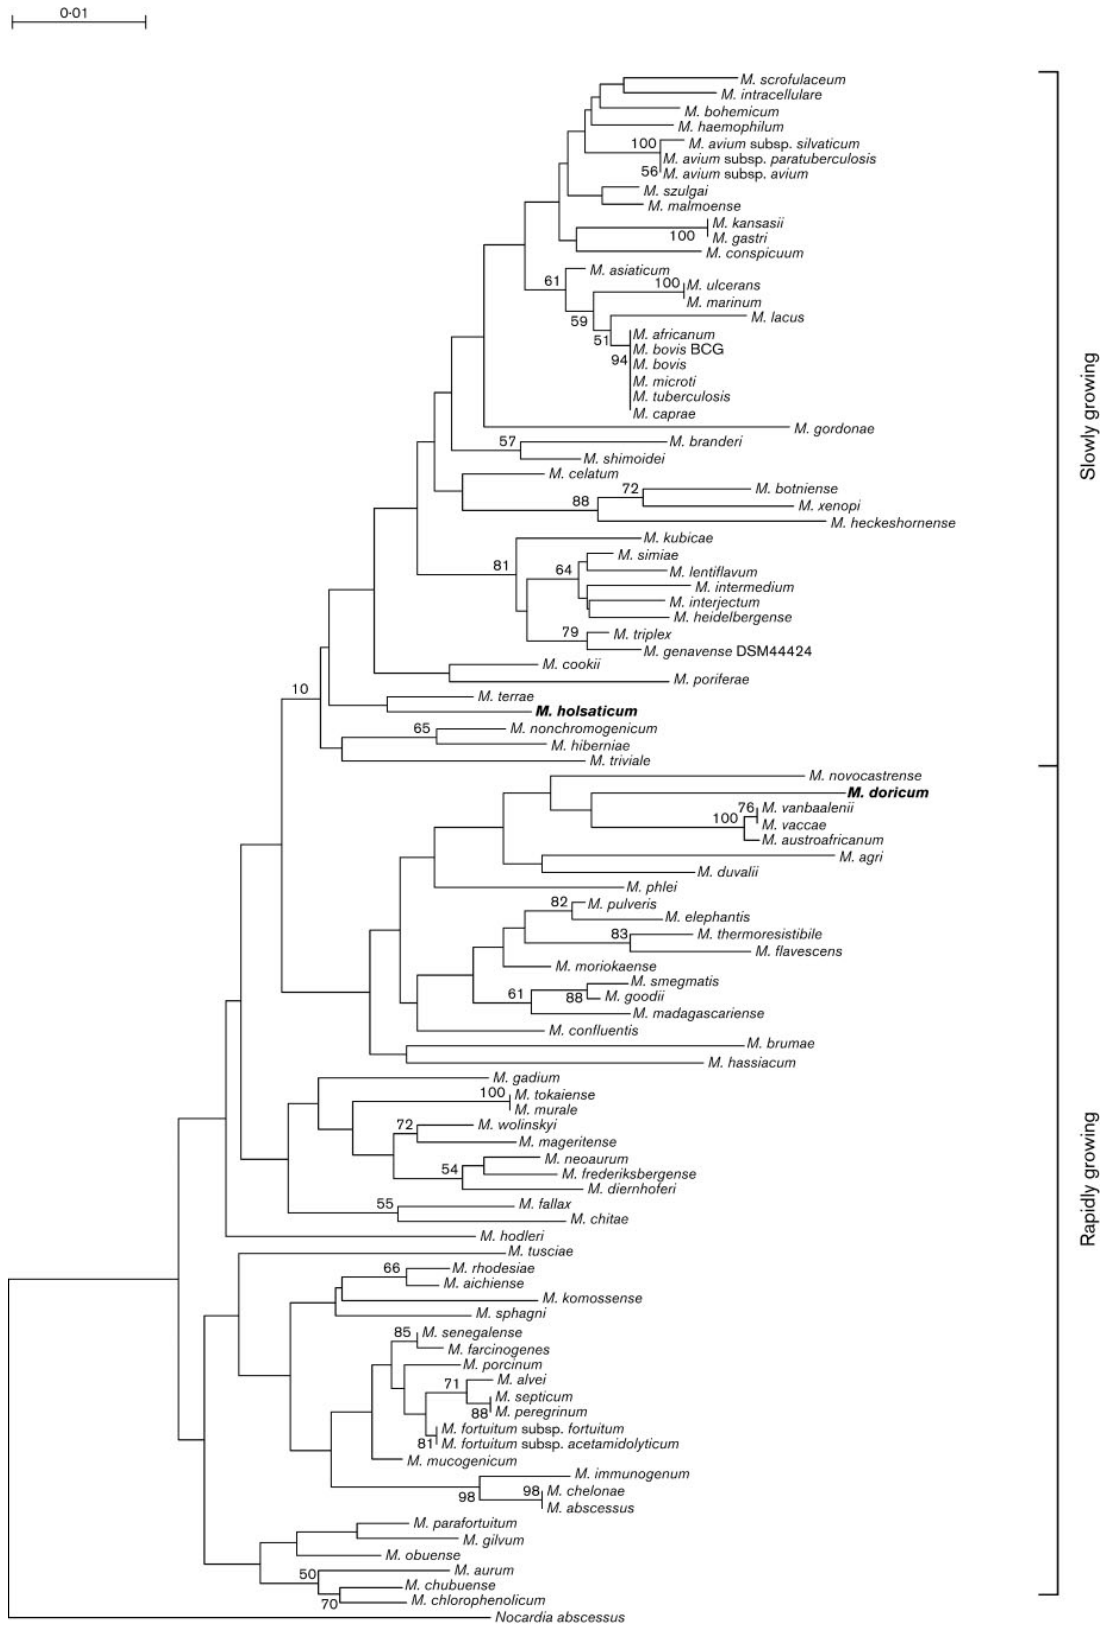 0·01
M. scrofulaceum
M. intracellulare
M. bohemicum
M. haemophilum
100
M. avium subsp. silvaticum
M. avium subsp. paratuberculosis
56
M. avium subsp. avium
M. szulgai
M. malmoense
M. kansasii
100
M. gastri
M. conspicuum
61
M. asiaticum
100
M. ulcerans
M. marinum
59
M. lacus
51
M. africanum
M. bovis BCG
94
M. bovis
M. microti
M. tuberculosis
M. caprae
M. gordonae
57
M. branderi
M. shimoidei
M. celatum
72
M. botniense
88
M. xenopi
M. heckeshornense
M. kubicae
81
M. simiae
64
M. lentiflavum
M. intermedium
M. interjectum
M. heidelbergense
79
M. triplex
M. genavense DSM44424
M. cookii
M. poriferae
10
M. terrae
M. holsaticum
65
M. nonchromogenicum
M. hiberniae
M. triviale
Slowly growing
M. novocastrense
M. doricum
76
M. vanbaalenii
100
M. vaccae
M. austroafricanum
M. agri
M. duvalii
M. phlei
82
M. pulveris
M. elephantis
83
M. thermoresistibile
M. flavescens
M. moriokaense
M. smegmatis
61
88
M. goodii
M. madagascariense
M. confluentis
M. brumae
M. hassiacum
M. gadium
100
M. tokaiense
M. murale
72
M. wolinskyi
M. mageritense
M. neoaurum
54
M. frederiksbergense
M. diernhoferi
55
M. fallax
M. chitae
M. hodleri
M. tusciae
66
M. rhodesiae
M. aichiense
M. komossense
M. sphagni
85
M. senegalense
M. farcinogenes
M. porcinum
71
M. alvei
M. septicum
88
M. peregrinum
M. fortuitum subsp. fortuitum
81
M. fortuitum subsp. acetamidolyticum
M. mucogenicum
M. immunogenum
98
98
M. chelonae
M. abscessus
M. parafortuitum
M. gilvum
M. obuense
50
M. aurum
M. chubuense
70
M. chlorophenolicum
Rapidly growing
Nocardia abscessus